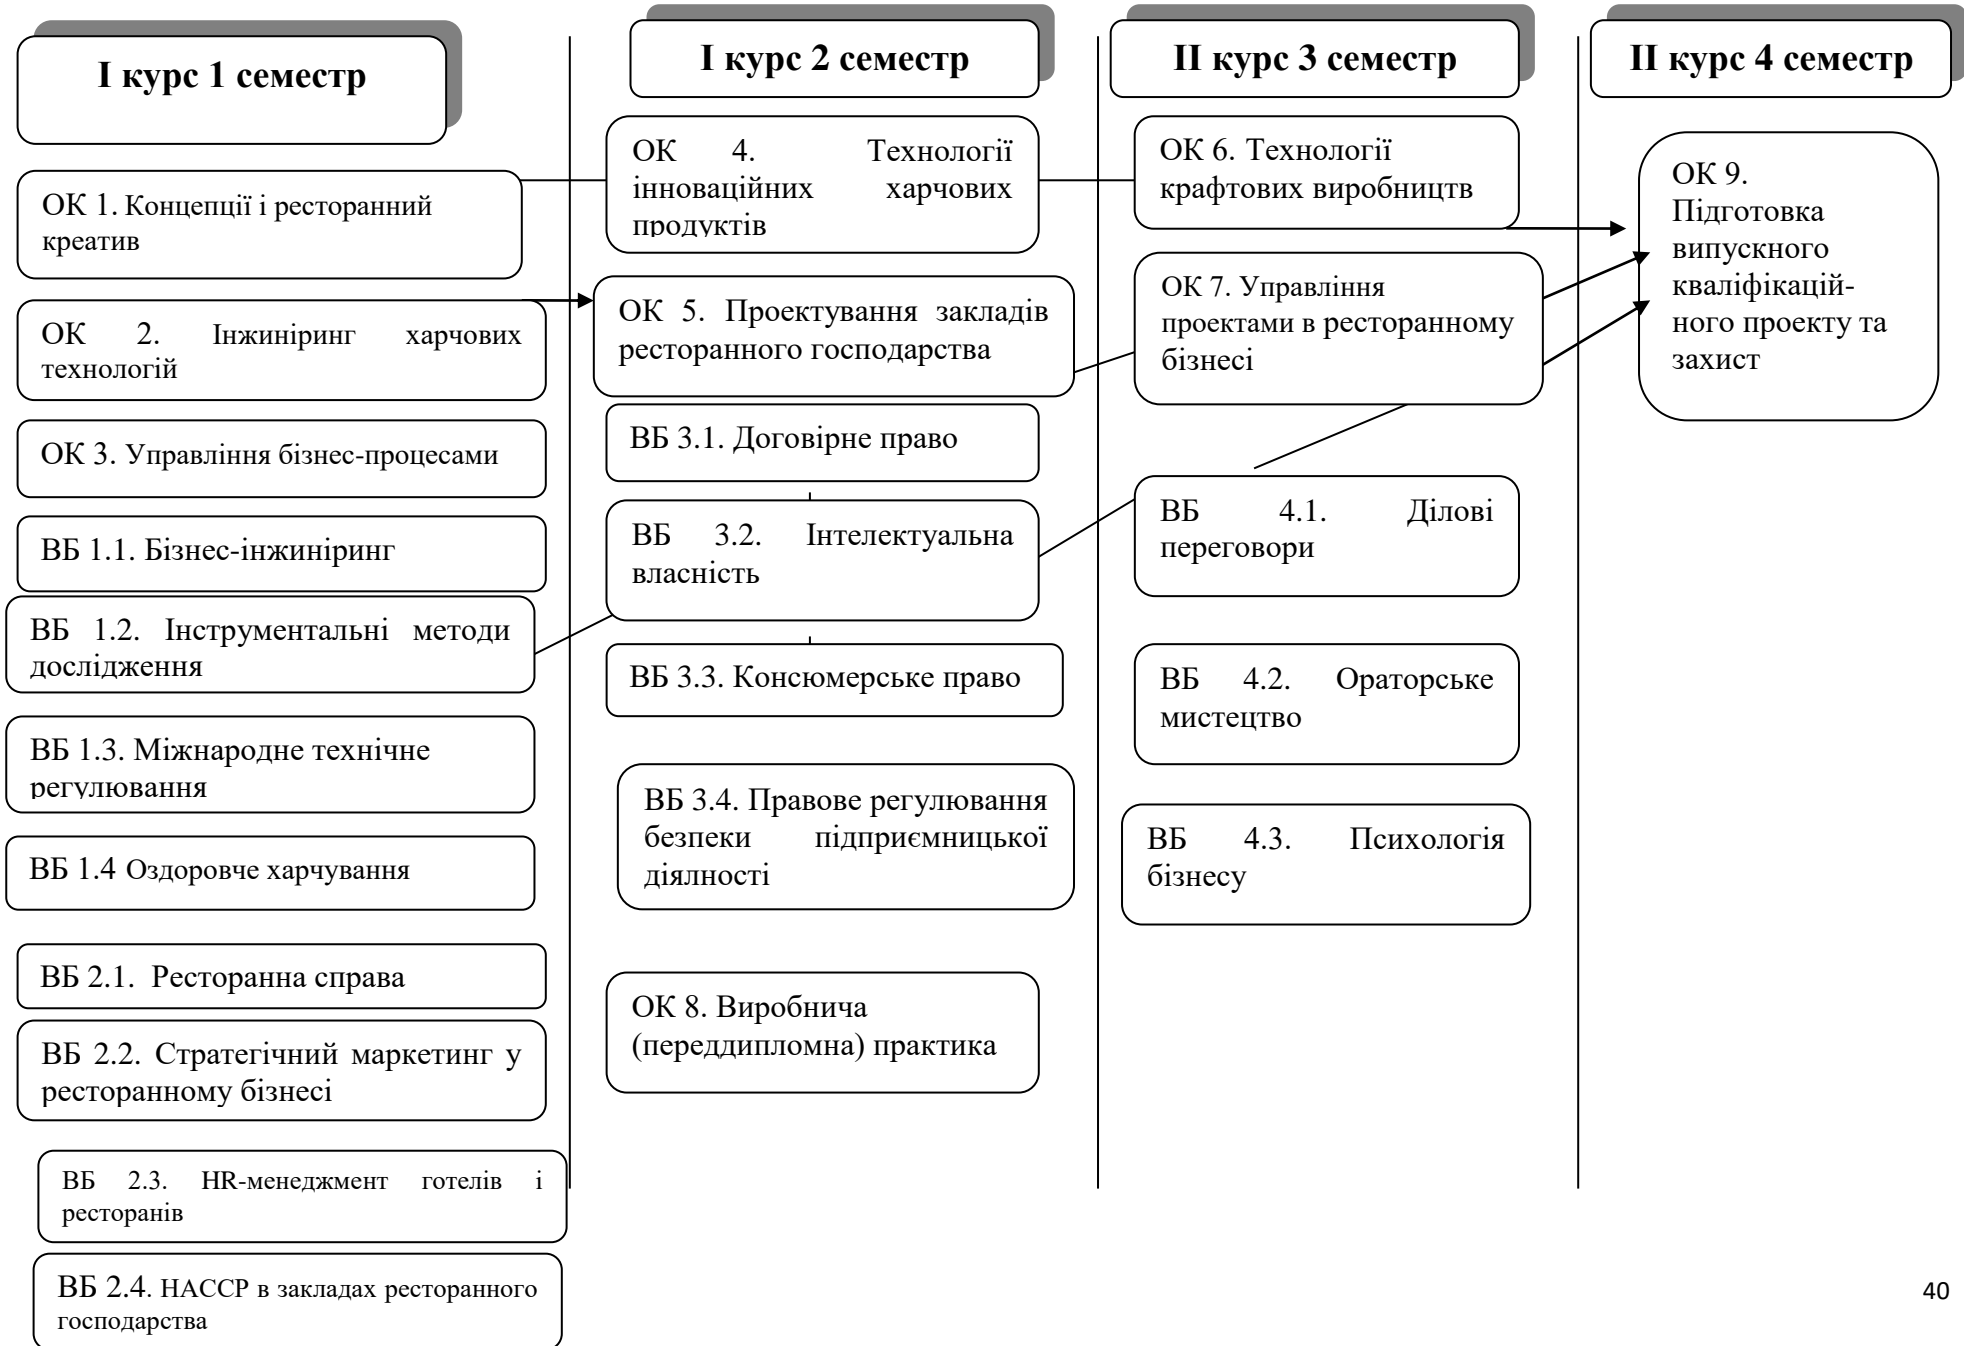 І курс 1 семестр
ОК 1. Концепції і ресторанний
креатив
ОК 2. Інжиніринг харчових
технологій
ОК 3. Управління бізнес-процесами
ВБ 1.1. Бізнес-інжиніринг
ВБ 1.2. Інструментальні методи
дослідження
ВБ 1.3. Міжнародне технічне
регулювання
ВБ 1.4 Оздоровче харчування
ВБ 2.1. Ресторанна справа
ВБ 2.2. Стратегічний маркетинг у
ресторанному бізнесі
ВБ 2.3. HR-менеджмент готелів і
ресторанів
ВБ 2.4. НАССР в закладах ресторанного
господарства
І курс 2 семестр
ОК 4. Технології
інноваційних харчових
продуктів
ОК 5. Проектування закладів
ресторанного господарства
ВБ 3.1. Договірне право
ВБ 3.2. Інтелектуальна
власність
ВБ 3.3. Консюмерське право
ВБ 3.4. Правове регулювання
безпеки підприємницької
діялності
ОК 8. Виробнича
(переддипломна) практика
ІІ курс 3 семестр
ОК 6. Технології
крафтових виробництв
ОК 7. Управління
проектами в ресторанному
бізнесі
ВБ 4.1. Ділові
переговори
ВБ 4.2. Ораторське
мистецтво
ВБ 4.3. Психологія
бізнесу
ІІ курс 4 семестр
ОК 9.
Підготовка
випускного
кваліфікацій-
ного проекту та
захист
40